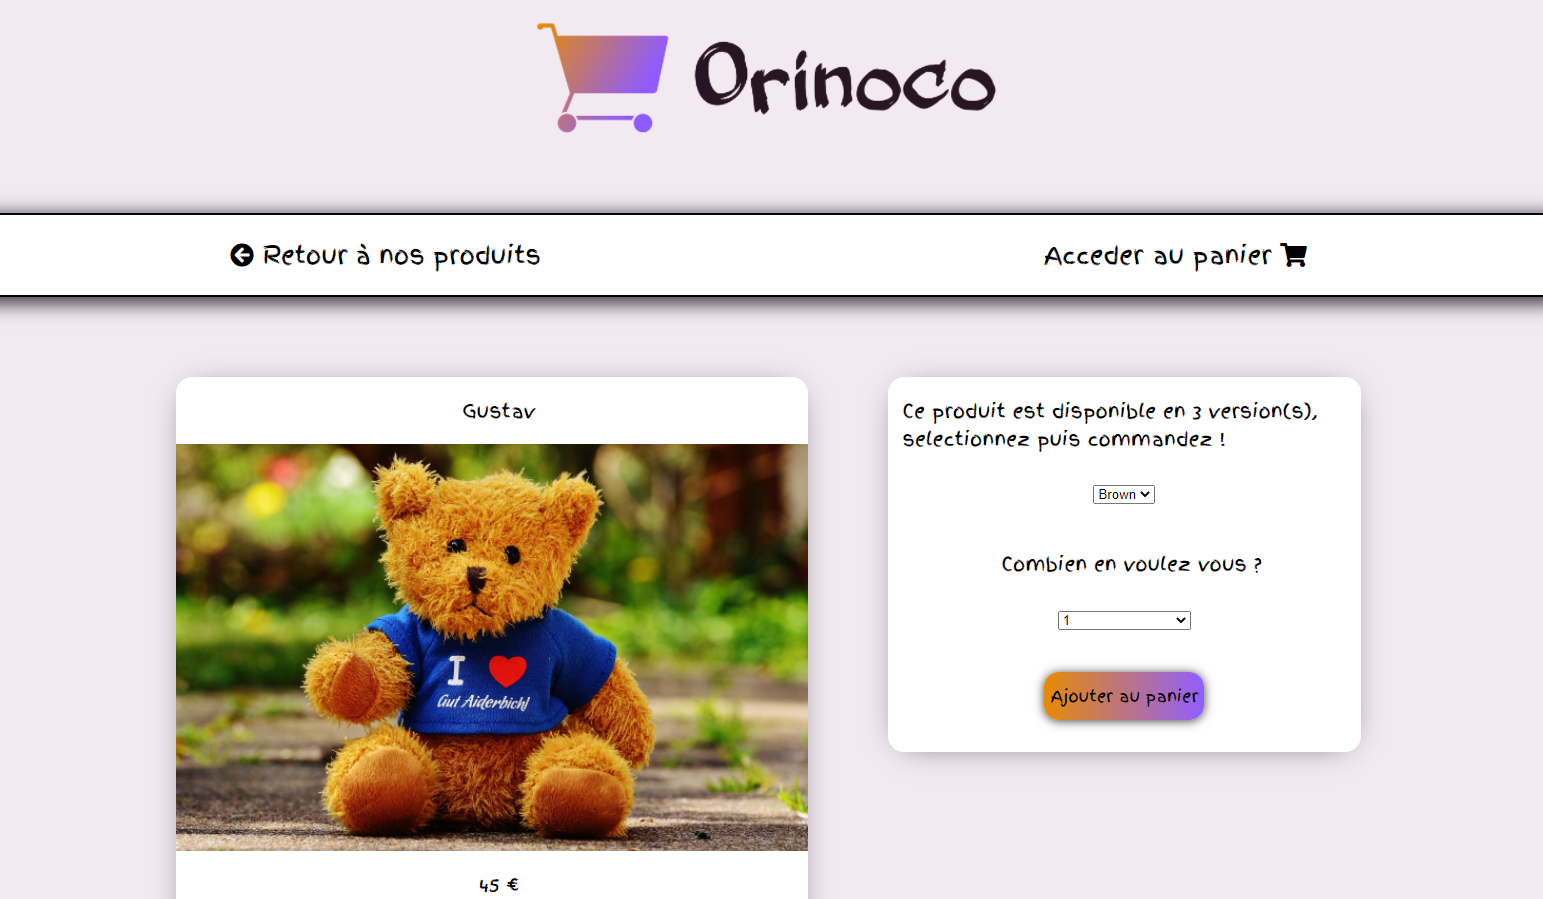 Orinoco
Retour à nos produits
Acceder au panier
Gustav
I
Gut Aiderbichl
45 €
Ce produit est disponible en 3 version(s),
selectionnez puis commandez !
Brown
Combien en voulez vous ?
1
Ajouter au panier